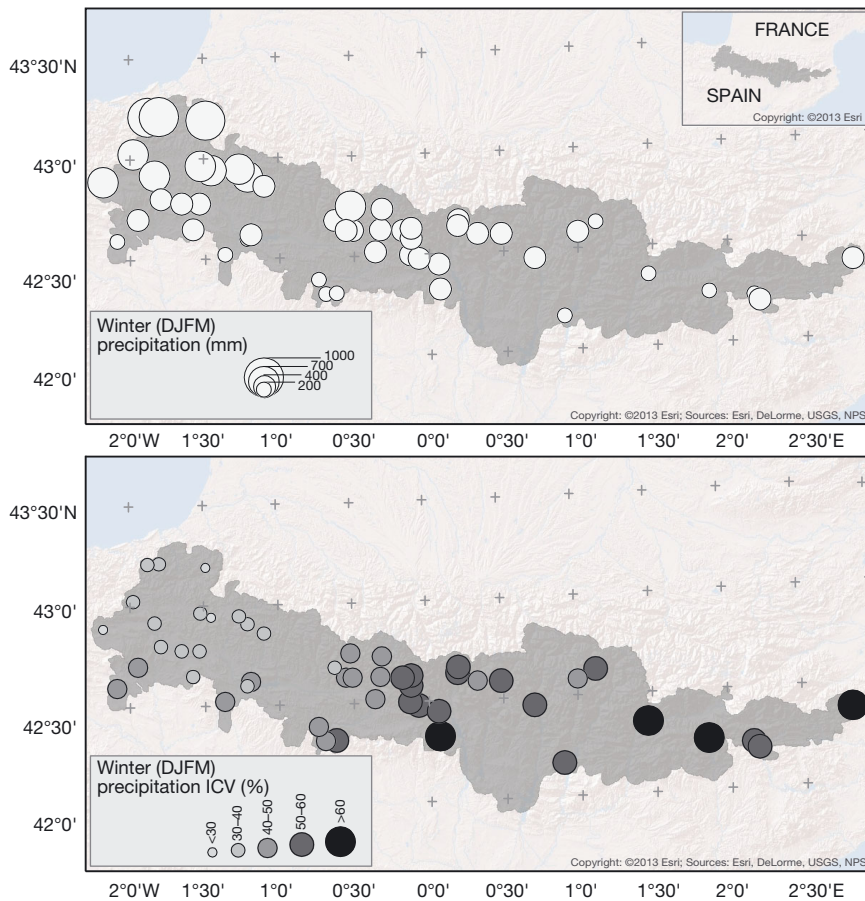 FRANCE
SPAIN
Copyright: ©2013 Esri
43°30'N
43°0'
42°30'
42°0'
Winter (DJFM)
precipitation (mm)
1000
700
400
200
Copyright: ©2013 Esri; Sources: Esri, DeLorme, USGS, NPS
2°0'W 1°30' 1°0' 0°30' 0°0' 0°30' 1°0' 1°30' 2°0' 2°30'E
43°30'N
43°0'
42°30'
42°0'
Winter (DJFM)
precipitation ICV (%)
<30
30–40
40–50
50–60
>60
Copyright: ©2013 Esri; Sources: Esri, DeLorme, USGS, NPS
2°0'W 1°30' 1°0' 0°30' 0°0' 0°30' 1°0' 1°30' 2°0' 2°30'E